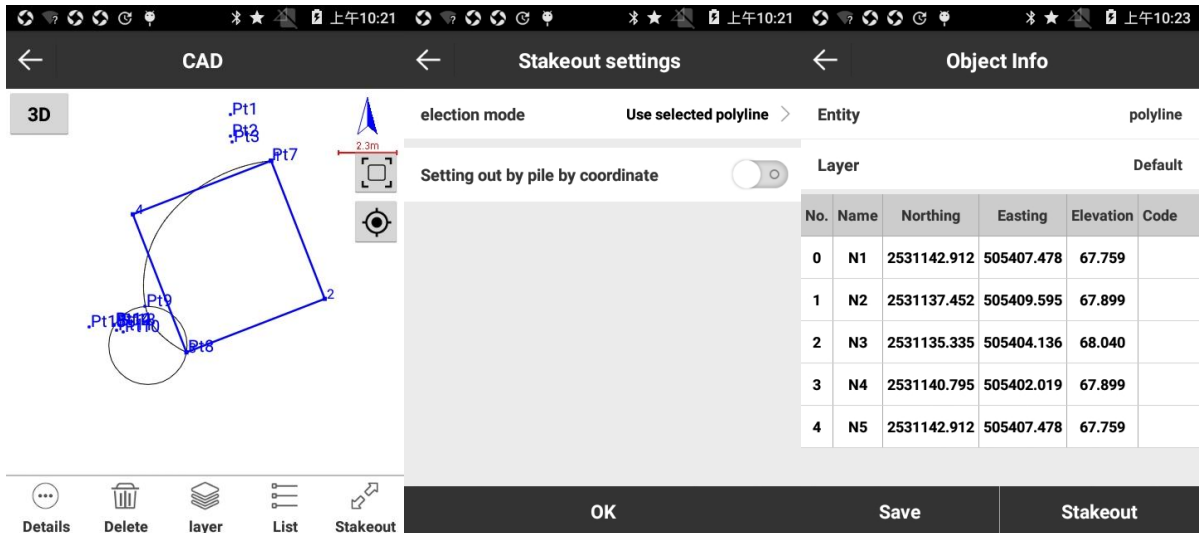 上午10:21
CAD
3D
Pt1
Pt2
Pt3
2.3m
Pt7
4
2
Pt9
Pt8
Details
Delete
layer
List
Stakeout
上午10:21
Stakeout settings
election mode
Use selected polyline
Setting out by pile by coordinate
OK
上午10:23
Object Info
Entity polyline
Layer Default
No. Name Northing Easting Elevation Code
0 N1 2531142.912 505407.478 67.759
1 N2 2531137.452 505409.595 67.899
2 N3 2531135.335 505404.136 68.040
3 N4 2531140.795 505402.019 67.899
4 N5 2531142.912 505407.478 67.759
Save
Stakeout